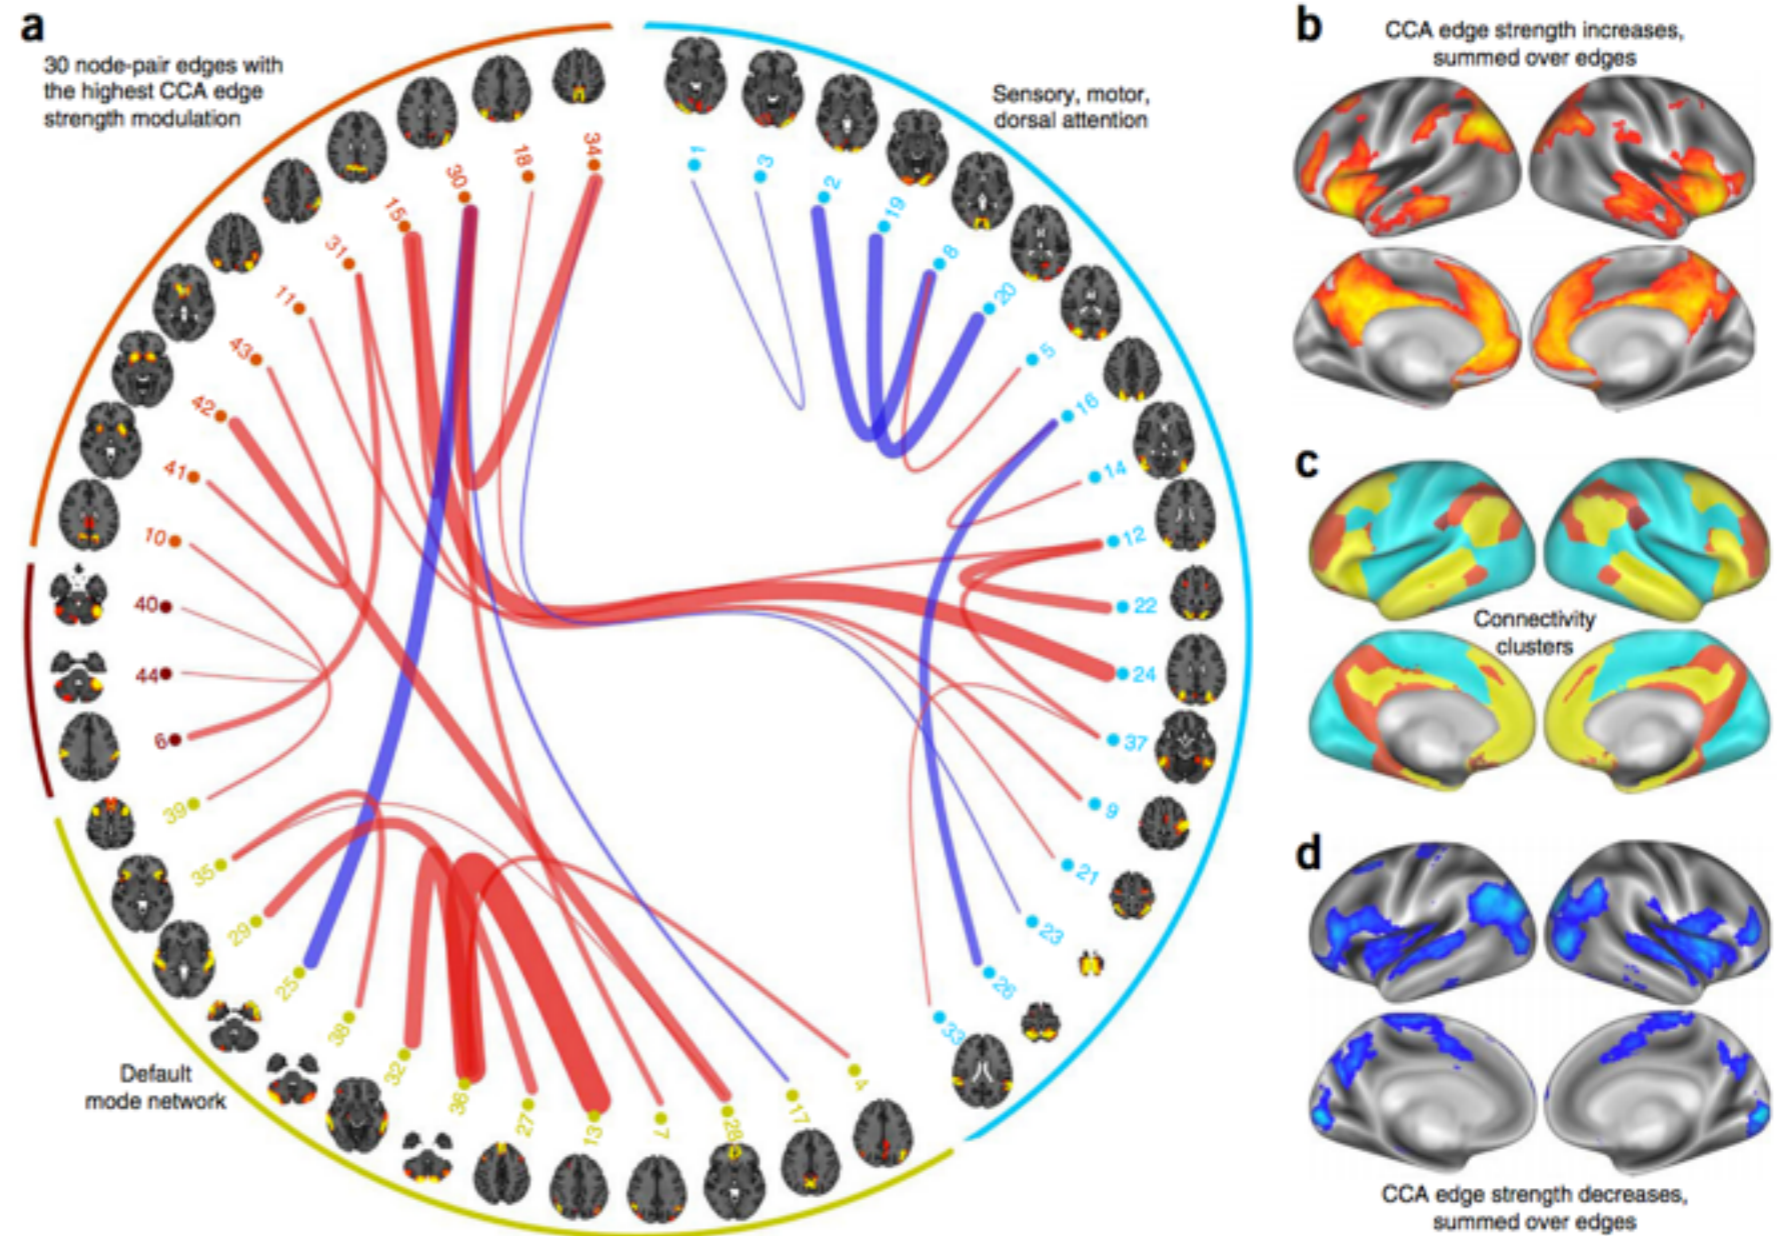 a
30 node-pair edges with
the highest CCA edge
strength modulation
Sensory, motor,
dorsal attention
34
18
30
15
31
11
43
42
41
10
40
44
6
39
35
29
25
38
32
36
27
13
7
28
17
4
1
3
2
19
8
20
5
16
14
12
22
24
37
9
21
23
26
33
Default
mode network
b
CCA edge strength increases,
summed over edges
c
Connectivity
clusters
d
CCA edge strength decreases,
summed over edges